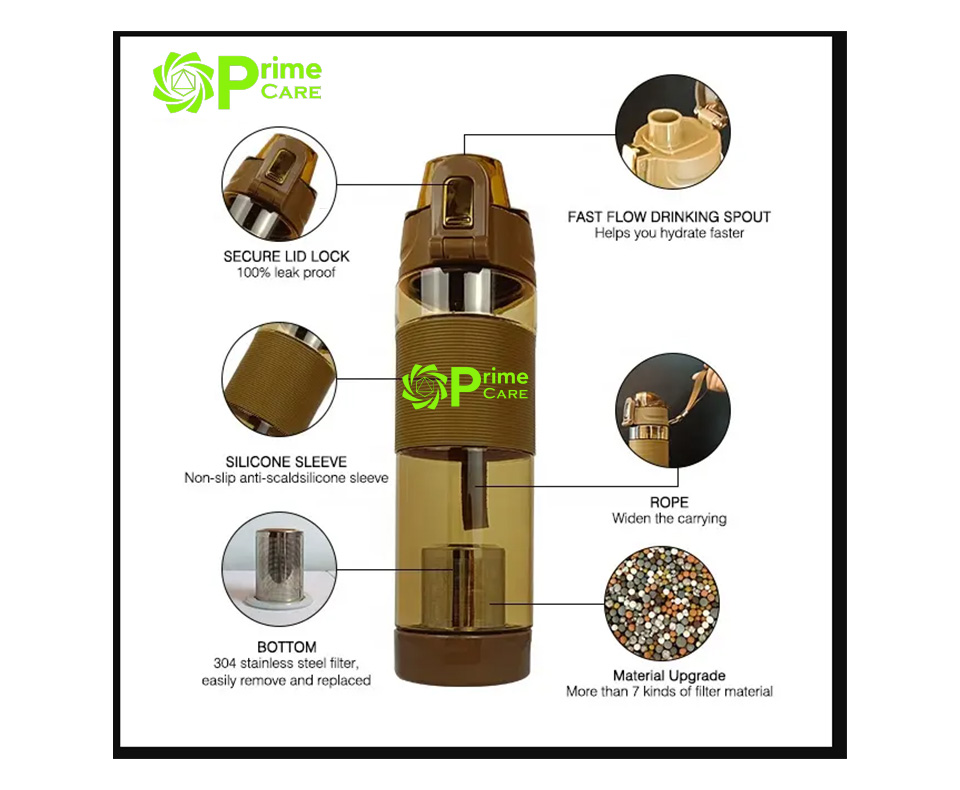 Prime
CARE
SECURE LID LOCK
100% leak proof
FAST FLOW DRINKING SPOUT
Helps you hydrate faster
Prime
CARE
SILICONE SLEEVE
Non-slip anti-scaldsilicone sleeve
ROPE
Widen the carrying
BOTTOM
304 stainless steel filter,
easily remove and replaced
Material Upgrade
More than 7 kinds of filter material